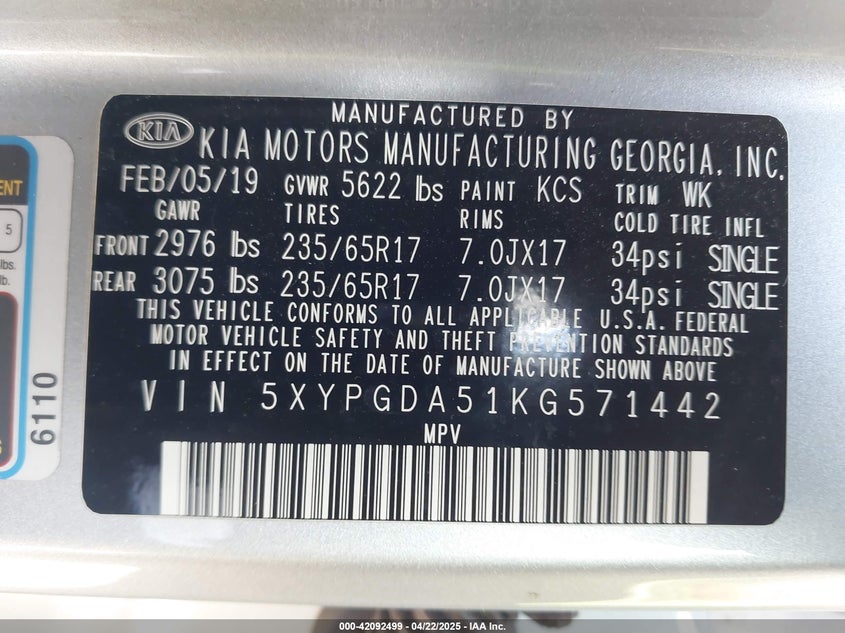 MANUFACTURED BY
KIA KIA MOTORS MANUFACTURING GEORGIA, INC.
FEB/05/19 GVWR 5622 lbs PAINT KCS TRIM WK
GAWR TIRES RIMS COLD TIRE INFL
FRONT 2976 lbs 235/65R17 7.0JX17 34psi SINGLE
REAR 3075 lbs 235/65R17 7.0JX17 34psi SINGLE
THIS VEHICLE CONFORMS TO ALL APPLICABLE U.S.A. FEDERAL
MOTOR VEHICLE SAFETY AND THEFT PREVENTION STANDARDS
IN EFFECT ON THE DATE OF MANUFACTURE SHOWN ABOVE
VIN 5XYPGDA51KG571442
MPV
5
lbs.
6110
000-42092499 - 04/22/2025 - IAA Inc.